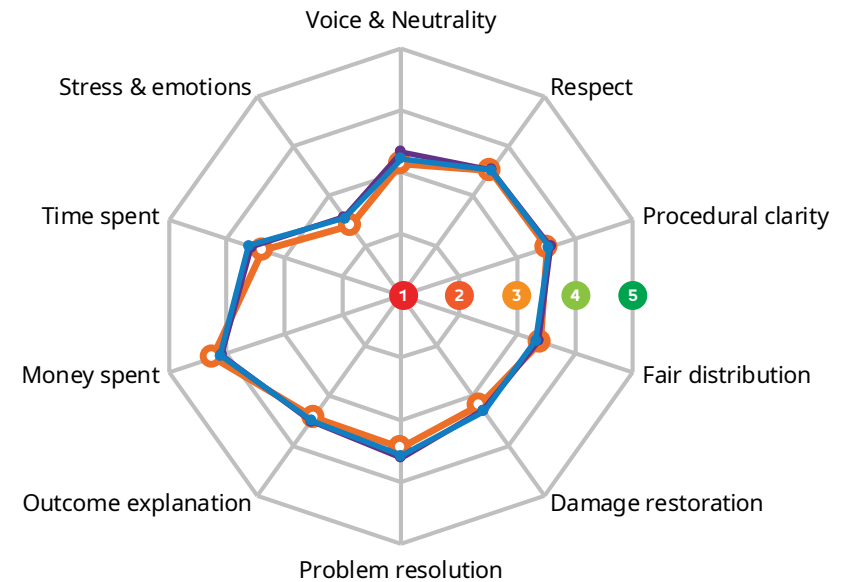 Voice & Neutrality
Stress & emotions
Respect
Time spent
Procedural clarity
1 2 3 4 5
Money spent
Fair distribution
Outcome explanation
Damage restoration
Problem resolution